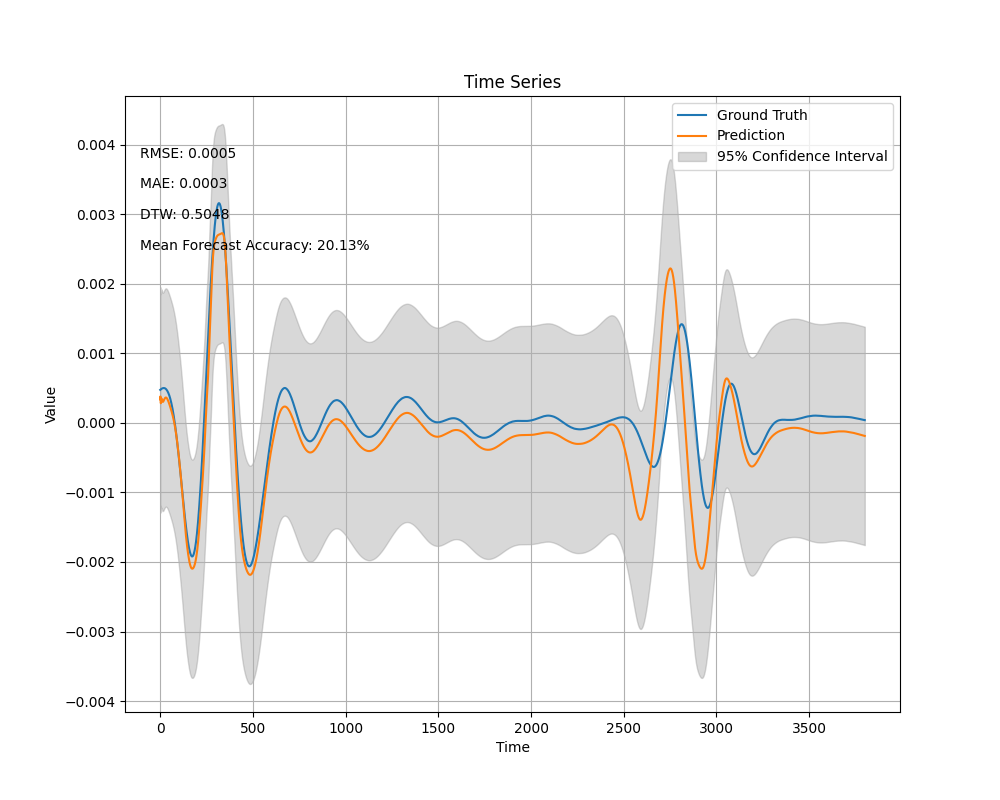 Time Series
Ground Truth
Prediction
95% Confidence Interval
RMSE: 0.0005
MAE: 0.0003
DTW: 0.5048
Mean Forecast Accuracy: 20.13%
Value
0.004
0.003
0.002
0.001
0.000
−0.001
−0.002
−0.003
−0.004
0 500 1000 1500 2000 2500 3000 3500
Time